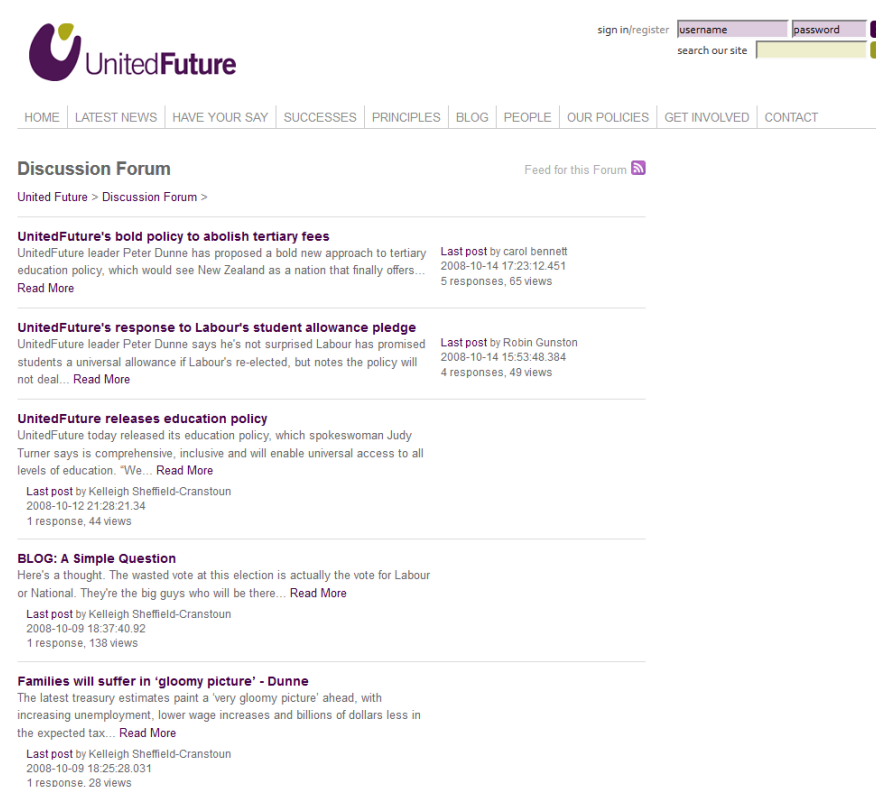 sign in/register username password
search our site
UnitedFuture
HOME LATEST NEWS HAVE YOUR SAY SUCCESSES PRINCIPLES BLOG PEOPLE OUR POLICIES GET INVOLVED CONTACT
Discussion Forum
Feed for this Forum
United Future > Discussion Forum >
UnitedFuture's bold policy to abolish tertiary fees
UnitedFuture leader Peter Dunne has proposed a bold new approach to tertiary
education policy, which would see New Zealand as a nation that finally offers...
Read More
Last post by carol bennett
2008-10-14 17:23:12.451
5 responses, 65 views
UnitedFuture's response to Labour's student allowance pledge
UnitedFuture leader Peter Dunne says he's not surprised Labour has promised
students a universal allowance if Labour's re-elected, but notes the policy will
not deal... Read More
Last post by Robin Gunston
2008-10-14 15:53:48.384
4 responses, 49 views
UnitedFuture releases education policy
UnitedFuture today released its education policy, which spokeswoman Judy
Turner says is comprehensive, inclusive and will enable universal access to all
levels of education. “We... Read More
Last post by Kelleigh Sheffield-Cranstoun
2008-10-12 21:28:21.34
1 response, 44 views
BLOG: A Simple Question
Here's a thought. The wasted vote at this election is actually the vote for Labour
or National. They're the big guys who will be there... Read More
Last post by Kelleigh Sheffield-Cranstoun
2008-10-09 18:37:40.92
1 response, 138 views
Families will suffer in ‘gloomy picture’ - Dunne
The latest treasury estimates paint a ‘very gloomy picture’ ahead, with
increasing unemployment, lower wage increases and billions of dollars less in
the expected tax... Read More
Last post by Kelleigh Sheffield-Cranstoun
2008-10-09 18:25:28.031
1 response, 28 views